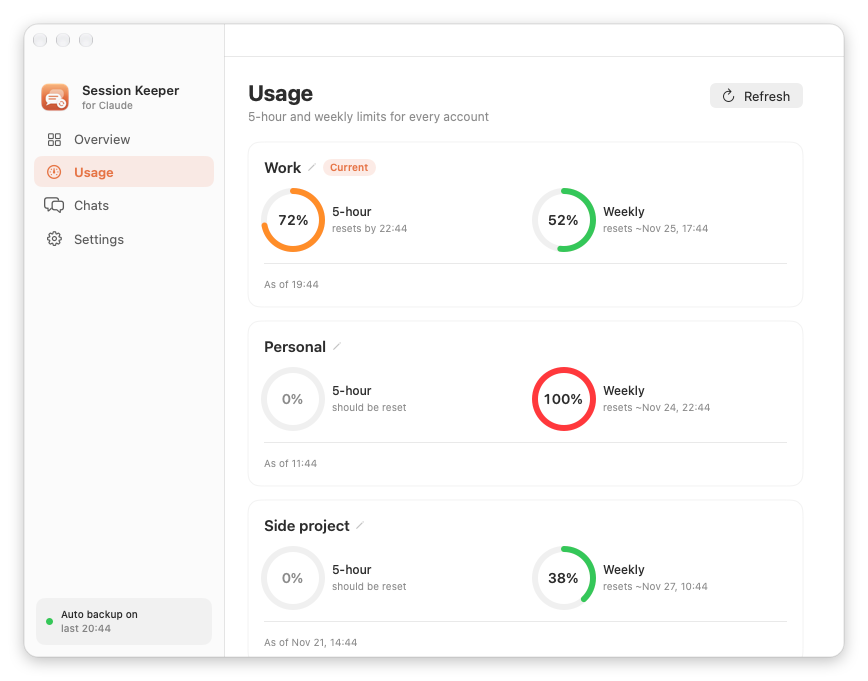 Session Keeper
for Claude
Overview
Usage
Chats
Settings
Auto backup on
last 20:44
Usage
5-hour and weekly limits for every account
Refresh
Work
Current
72%
5-hour
resets by 22:44
52%
Weekly
resets ~Nov 25, 17:44
As of 19:44
Personal
0%
5-hour
should be reset
100%
Weekly
resets ~Nov 24, 22:44
As of 11:44
Side project
0%
5-hour
should be reset
38%
Weekly
resets ~Nov 27, 10:44
As of Nov 21, 14:44